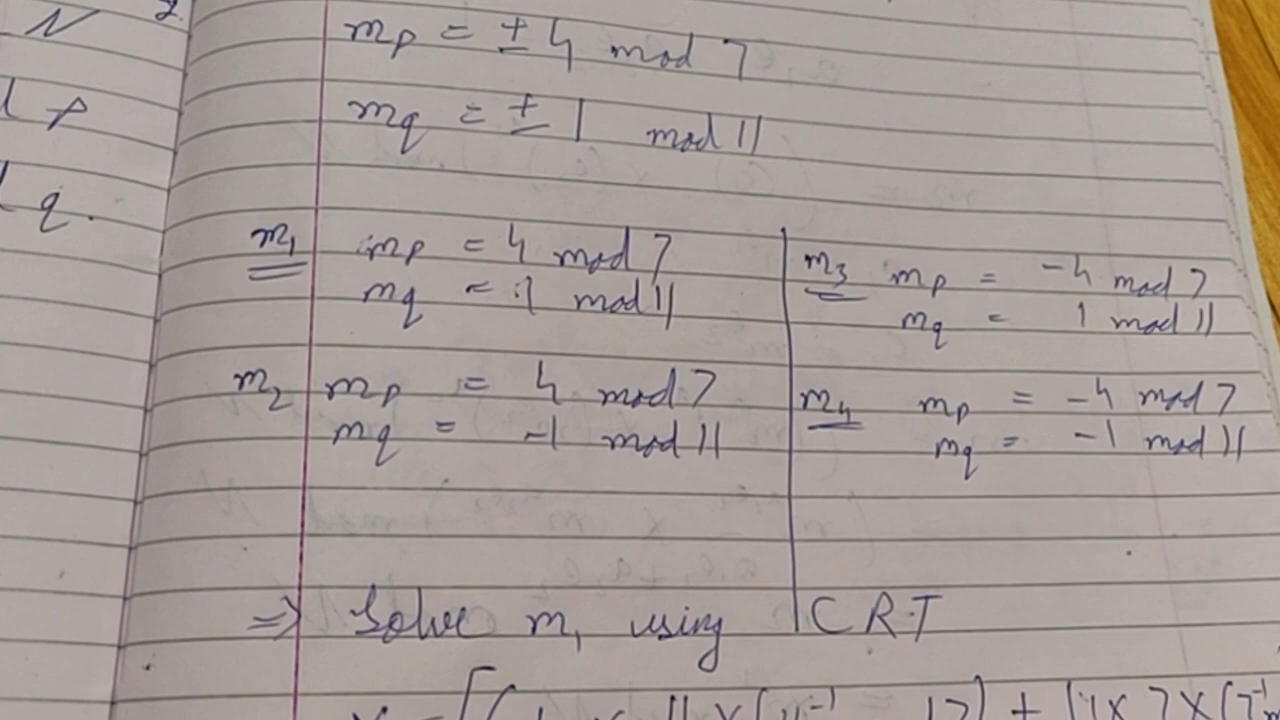 N
2.
mp = ± 4 mod 7
p
mq = ± 1 mod 11
q.
m1 mp = 4 mod 7
mq = 1 mod 11
m2 mp = 4 mod 7
mq = -1 mod 11
m3 mp = -4 mod 7
mq = 1 mod 11
m4 mp = -4 mod 7
mq = -1 mod 11
⇒ Solve m1 using CRT